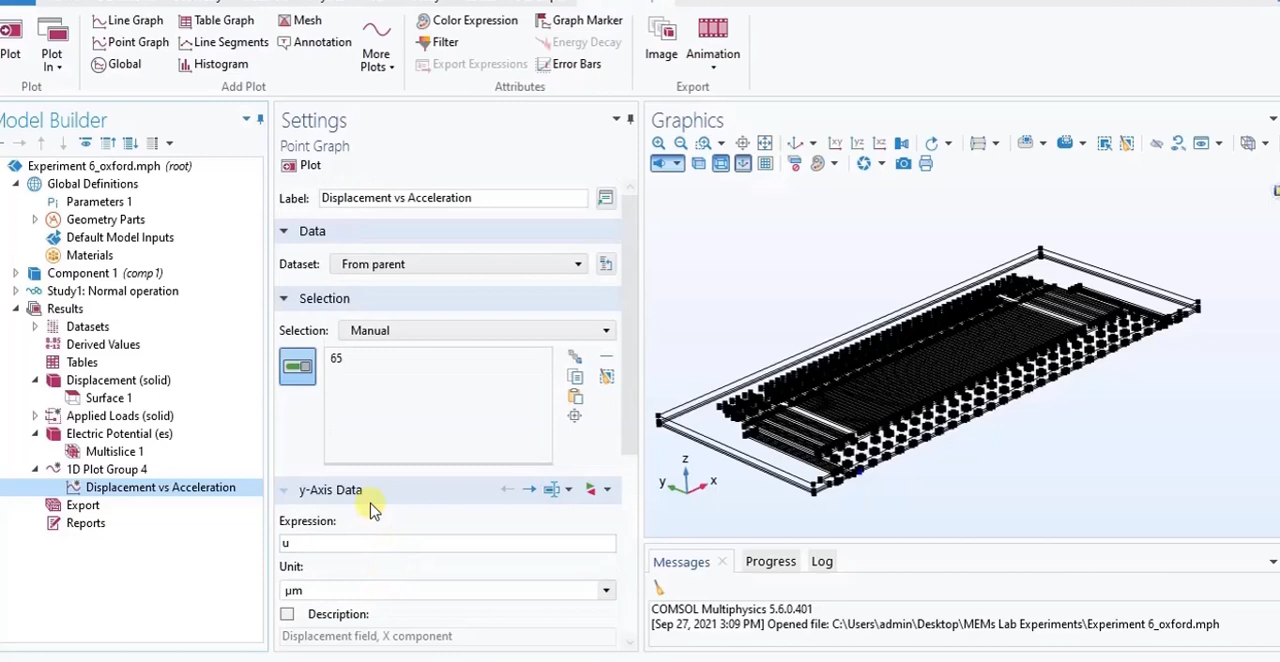 Line Graph
Table Graph
Mesh
Color Expression
Graph Marker
Point Graph
Line Segments
Annotation
Filter
Energy Decay
Plot
Plot
In
Global
Histogram
More
Plots
Export Expressions
Error Bars
Image
Animation
Plot
Add Plot
Attributes
Export
Model Builder
Experiment 6_oxford.mph (root)
Global Definitions
Parameters 1
Geometry Parts
Default Model Inputs
Materials
Component 1 (comp1)
Study1: Normal operation
Results
Datasets
Derived Values
Tables
Displacement (solid)
Surface 1
Applied Loads (solid)
Electric Potential (es)
Multislice 1
1D Plot Group 4
Displacement vs Acceleration
Export
Reports
Settings
Point Graph
Plot
Label: Displacement vs Acceleration
Data
Dataset: From parent
Selection
Selection: Manual
65
y-Axis Data
Expression:
u
Unit:
µm
Description:
Displacement field, X component
Graphics
xy yz xz
z
y
x
Messages
Progress
Log
COMSOL Multiphysics 5.6.0.401
[Sep 27, 2021 3:09 PM] Opened file: C:\Users\admin\Desktop\MEMs Lab Experiments\Experiment 6_oxford.mph